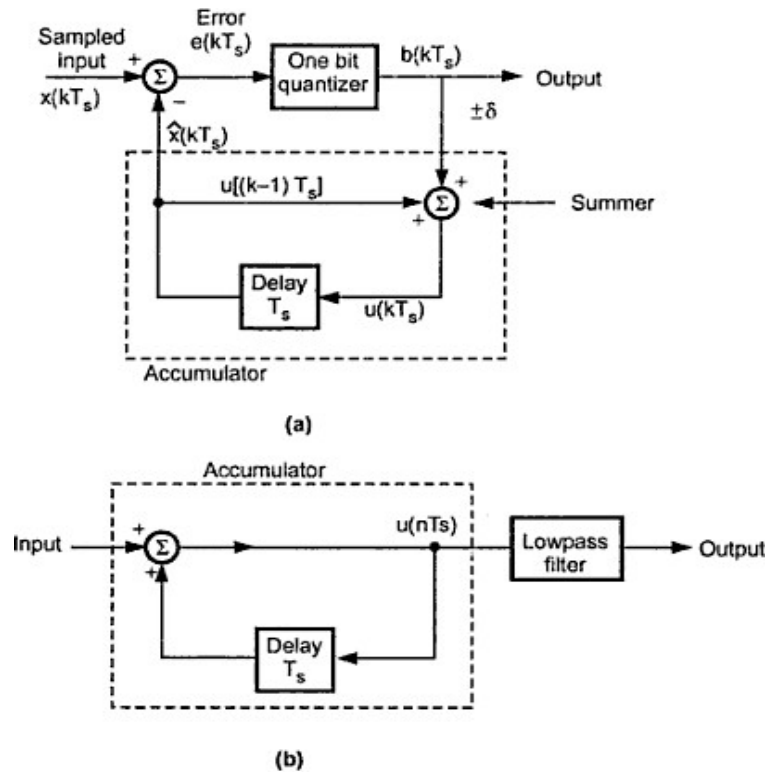 Sampled
input
x(kTₛ)
+
Σ
−
Error
e(kTₛ)
One bit
quantizer
b(kTₛ)
Output
±δ
x̂(kTₛ)
u[(k–1) Tₛ]
+
+
Σ
Summer
Delay
Tₛ
u(kTₛ)
Accumulator
(a)
Accumulator
Input
+
Σ
+
u(nTs)
Lowpass
filter
Output
Delay
Tₛ
(b)